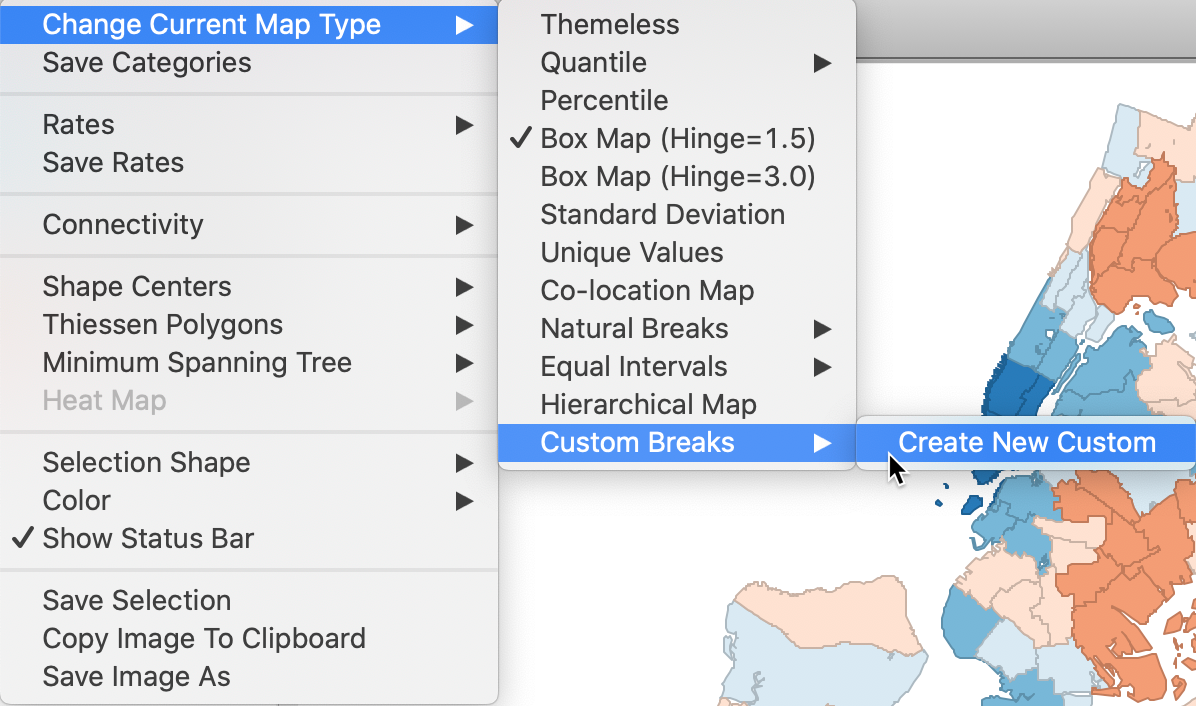 Change Current Map Type
Save Categories
Rates
Save Rates
Connectivity
Shape Centers
Thiessen Polygons
Minimum Spanning Tree
Heat Map
Selection Shape
Color
Show Status Bar
Save Selection
Copy Image To Clipboard
Save Image As
Themeless
Quantile
Percentile
Box Map (Hinge=1.5)
Box Map (Hinge=3.0)
Standard Deviation
Unique Values
Co-location Map
Natural Breaks
Equal Intervals
Hierarchical Map
Custom Breaks
Create New Custom